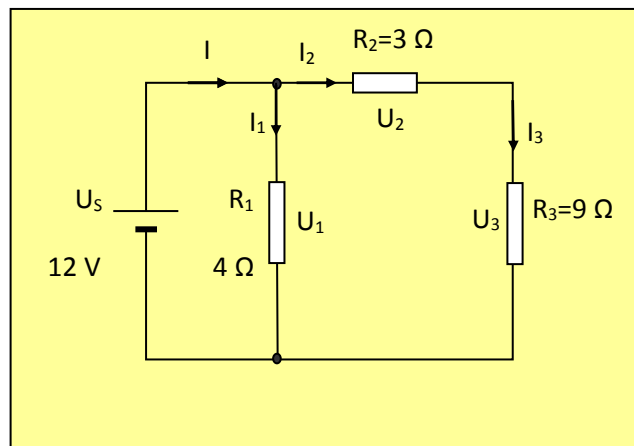 I
I₂
R₂=3 Ω
I₁
U₂
I₃
U_S
R₁
U₁
U₃
R₃=9 Ω
12 V
4 Ω